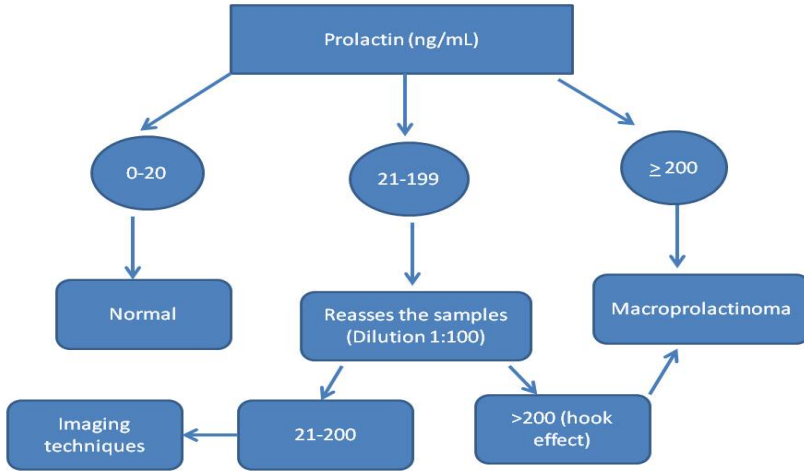 Prolactin (ng/mL)
0-20
21-199
≥ 200
Normal
Reasses the samples
(Dilution 1:100)
Macroprolactinoma
Imaging
techniques
21-200
>200 (hook
effect)